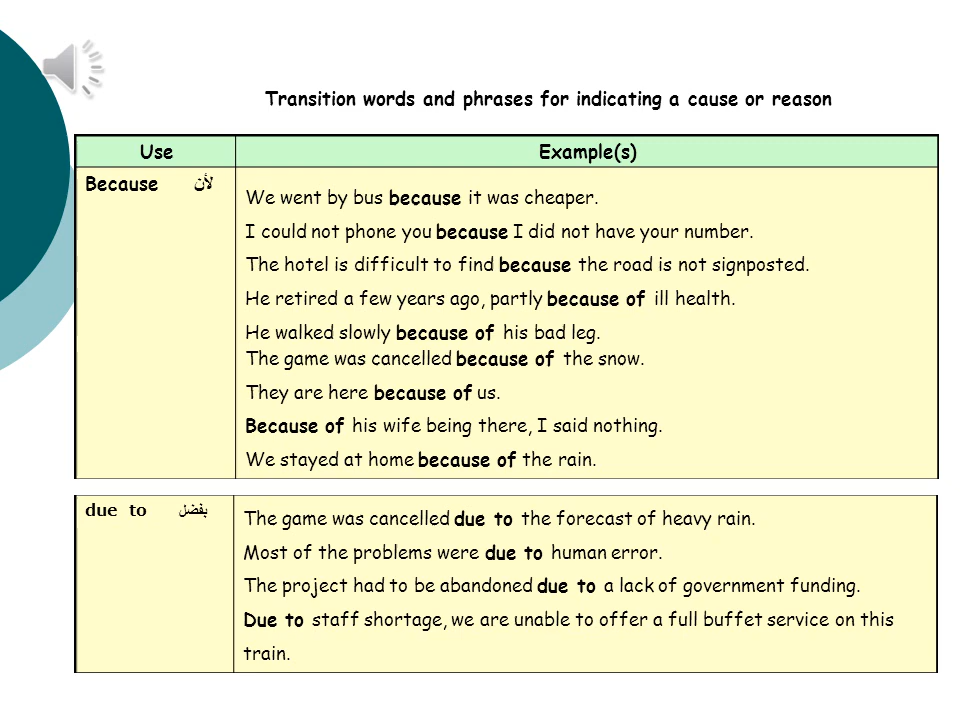 Transition words and phrases for indicating a cause or reason
Use Example(s)
Because لأن
We went by bus because it was cheaper.
I could not phone you because I did not have your number.
The hotel is difficult to find because the road is not signposted.
He retired a few years ago, partly because of ill health.
He walked slowly because of his bad leg.
The game was cancelled because of the snow.
They are here because of us.
Because of his wife being there, I said nothing.
We stayed at home because of the rain.
due to بفضل
The game was cancelled due to the forecast of heavy rain.
Most of the problems were due to human error.
The project had to be abandoned due to a lack of government funding.
Due to staff shortage, we are unable to offer a full buffet service on this
train.